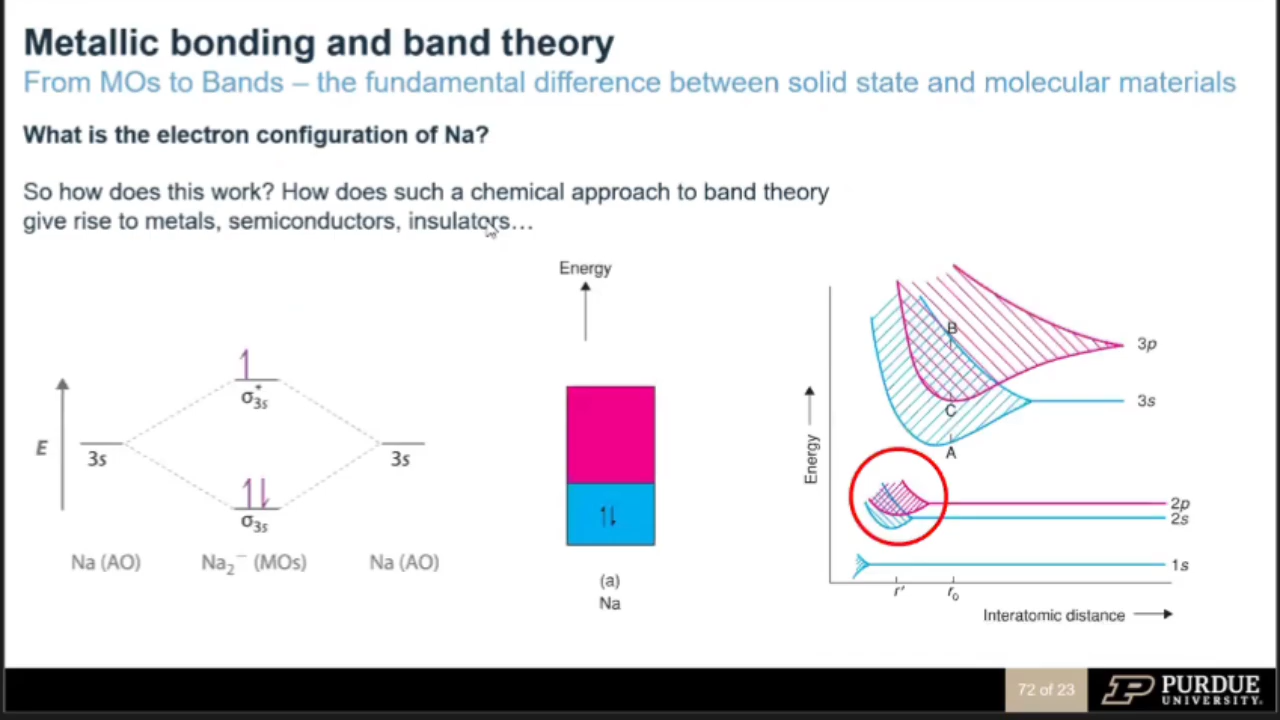 Metallic bonding and band theory
From MOs to Bands – the fundamental difference between solid state and molecular materials
What is the electron configuration of Na?
So how does this work? How does such a chemical approach to band theory
give rise to metals, semiconductors, insulators…
E
3s
σ*3s
3s
σ3s
Na (AO)
Na2⁻ (MOs)
Na (AO)
Energy
(a)
Na
Energy
B
C
A
3p
3s
2p
2s
1s
r'
r0
Interatomic distance
72 of 23
PURDUE
UNIVERSITY.